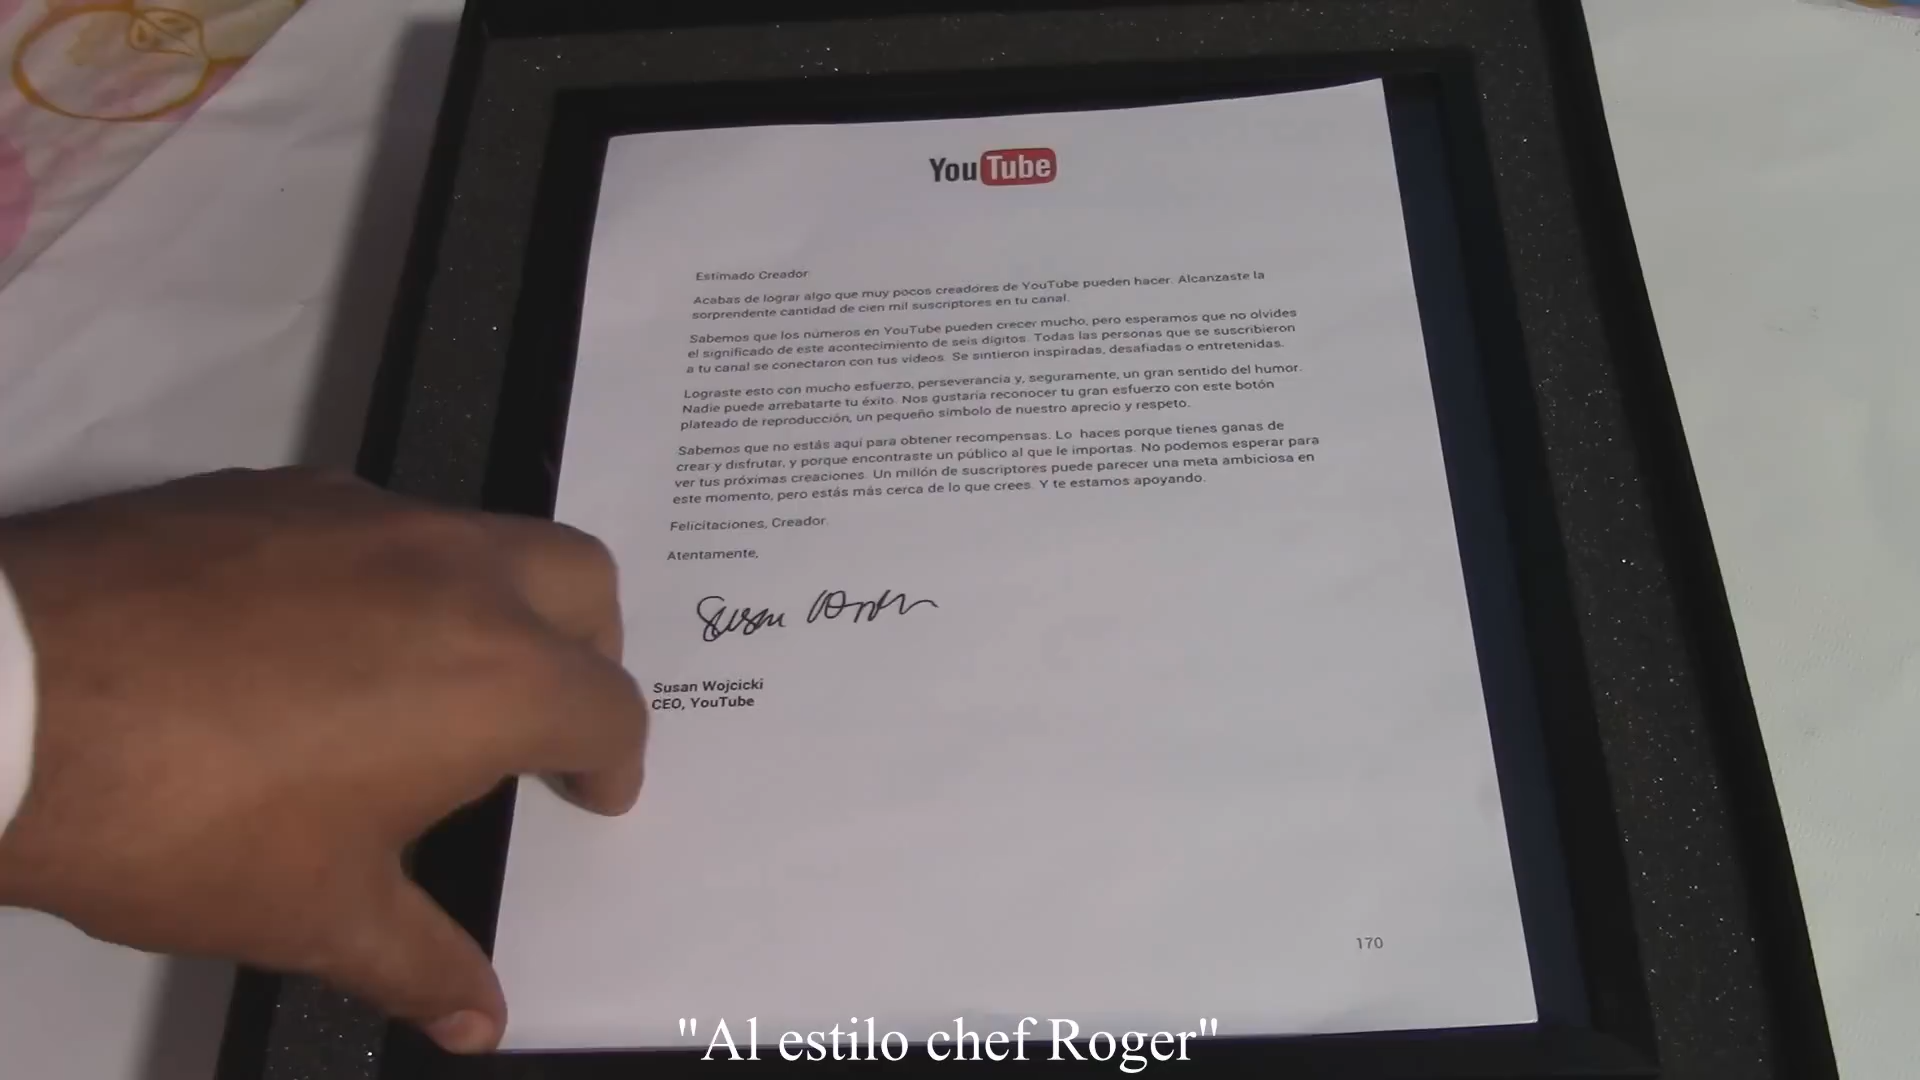 YouTube
Estimado Creador:
Acabas de lograr algo que muy pocos creadores de YouTube pueden hacer. Alcanzaste la
sorprendente cantidad de cien mil suscriptores en tu canal.
Sabemos que los números en YouTube pueden crecer mucho, pero esperamos que no olvides
el significado de este acontecimiento de seis dígitos. Todas las personas que se suscribieron
a tu canal se conectaron con tus videos. Se sintieron inspiradas, desafiadas o entretenidas.
Lograste esto con mucho esfuerzo, perseverancia y, seguramente, un gran sentido del humor.
Nadie puede arrebatarte tu éxito. Nos gustaría reconocer tu gran esfuerzo con este botón
plateado de reproducción, un pequeño símbolo de nuestro aprecio y respeto.
Sabemos que no estás aquí para obtener recompensas. Lo haces porque tienes ganas de
crear y disfrutar, y porque encontraste un público al que le importas. No podemos esperar para
ver tus próximas creaciones. Un millón de suscriptores puede parecer una meta ambiciosa en
este momento, pero estás más cerca de lo que crees. Y te estamos apoyando.
Felicitaciones, Creador.
Atentamente,
Susan Wojcicki
CEO, YouTube
170
"Al estilo chef Roger"